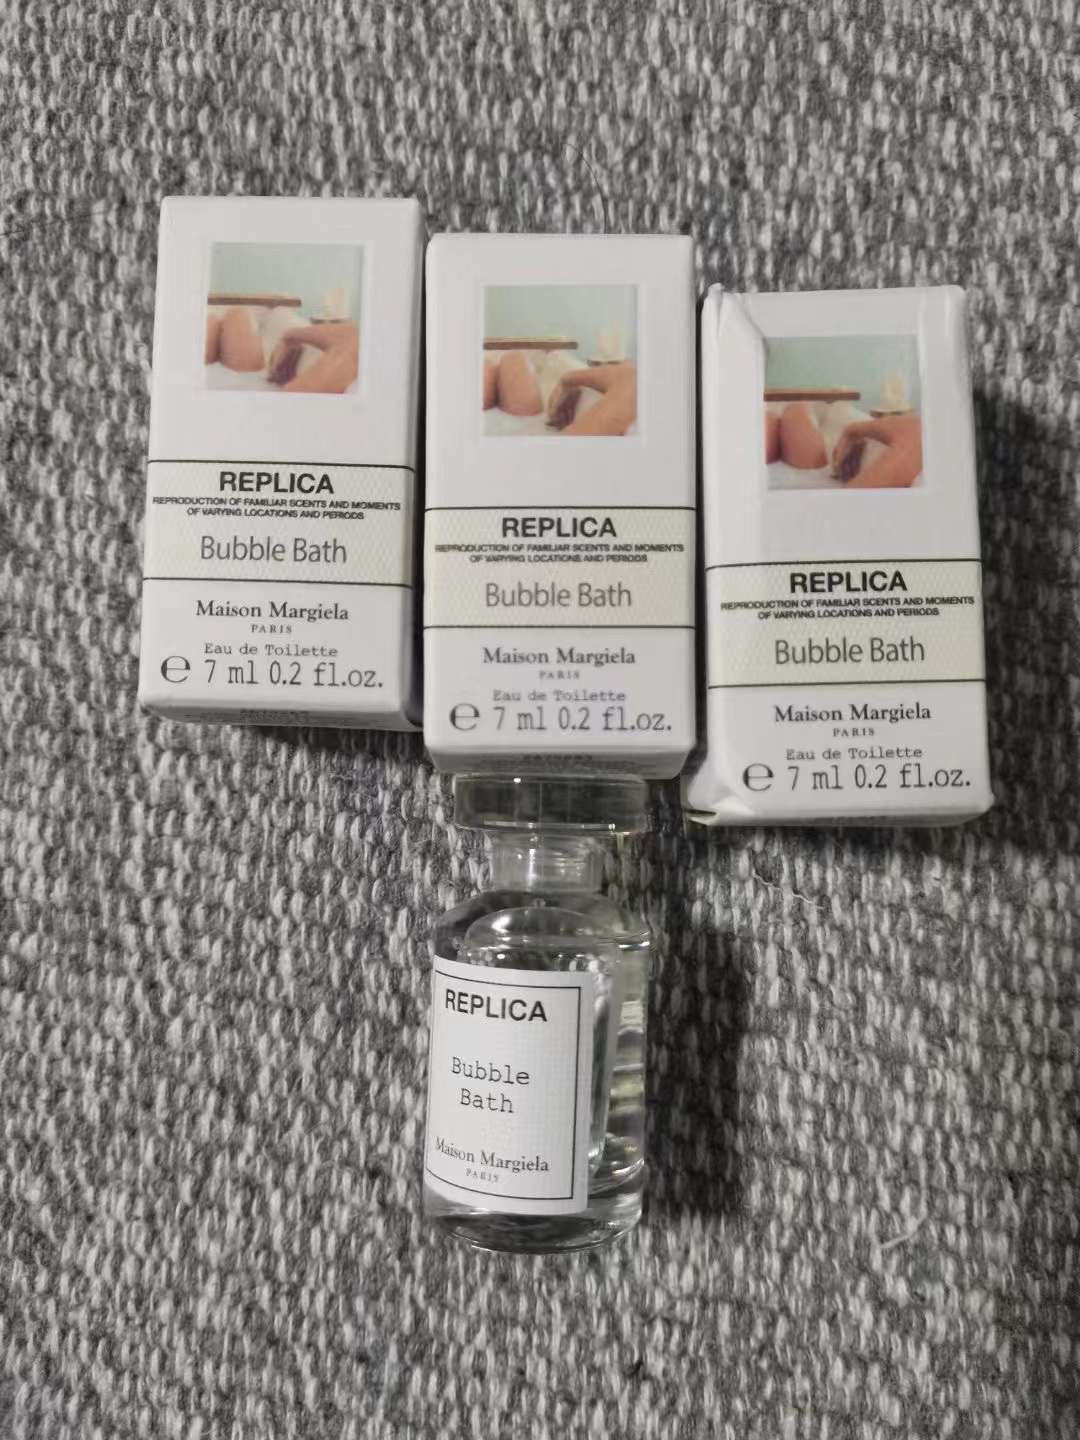 REPLICA
REPRODUCTION OF FAMILIAR SCENTS AND MOMENTS
OF VARYING LOCATIONS AND PERIODS
Bubble Bath
Maison Margiela
PARIS
Eau de Toilette
℮ 7 ml 0.2 fl.oz.
REPLICA
REPRODUCTION OF FAMILIAR SCENTS AND MOMENTS
OF VARYING LOCATIONS AND PERIODS
Bubble Bath
Maison Margiela
PARIS
Eau de Toilette
℮ 7 ml 0.2 fl.oz.
REPLICA
REPRODUCTION OF FAMILIAR SCENTS AND MOMENTS
OF VARYING LOCATIONS AND PERIODS
Bubble Bath
Maison Margiela
PARIS
Eau de Toilette
℮ 7 ml 0.2 fl.oz.
REPLICA
Bubble
Bath
Maison Margiela
PARIS